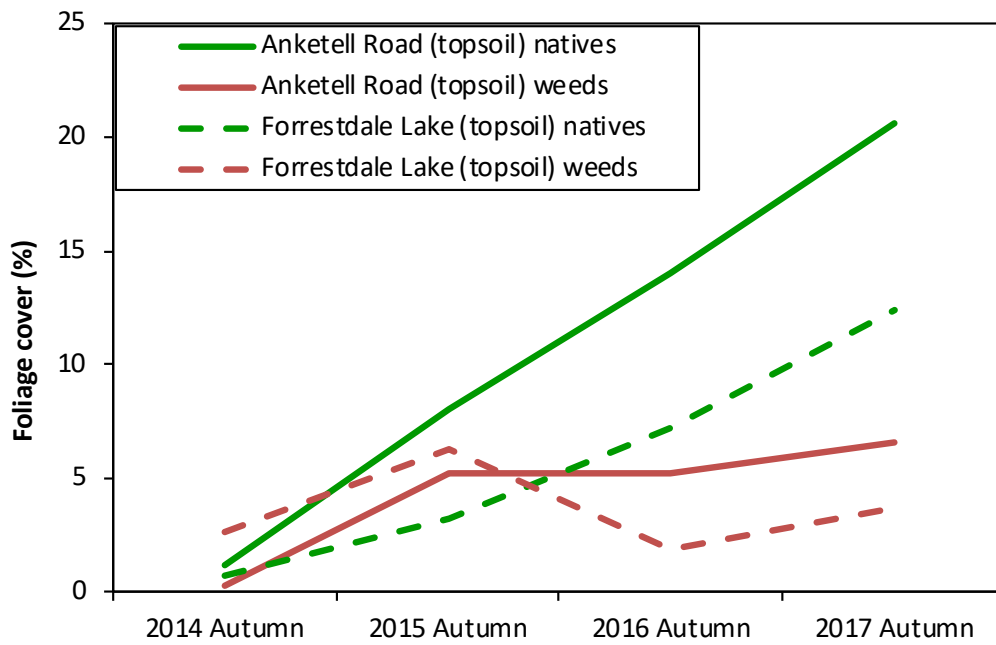 25
Anketell Road (topsoil) natives
Anketell Road (topsoil) weeds
Forrestdale Lake (topsoil) natives
Forrestdale Lake (topsoil) weeds
20
15
10
5
0
Foliage cover (%)
2014 Autumn 2015 Autumn 2016 Autumn 2017 Autumn